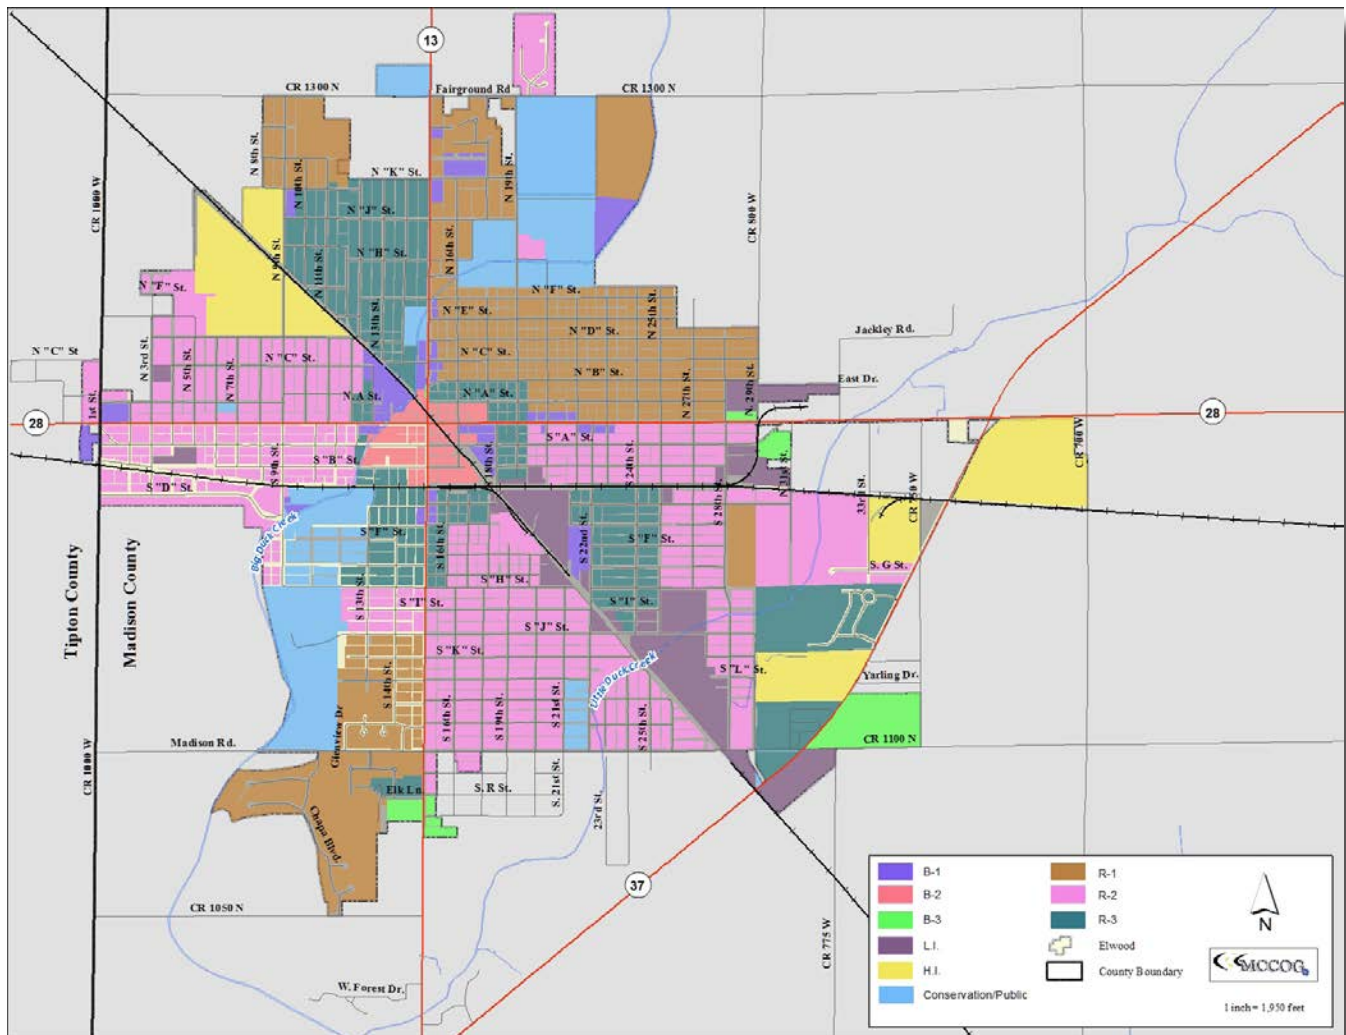 13
CR 1300 N
Fairground Rd
CR 1300 N
N 8th St.
N 10th St.
N "K" St.
N 19th St.
CR 1000 W
N "J" St.
CR 800 W
N "H" St.
N 9th St.
N 11th St.
N 16th St.
N "F" St.
N "F" St.
N "E" St.
N 13th St.
N "D" St.
N 25th St.
Jackley Rd.
N "C" St
N 3rd St.
N "C" St.
N "C" St.
N 5th St.
N 7th St.
N "B" St.
East Dr.
1st St.
N. A St.
N "A" St.
N 27th St.
N. 29th St.
28
28
S "A" St.
S 9th St.
S "B" St.
18th St.
S 24th St.
N 31st St.
CR 700 W
S "D" St.
S 28th St.
33rd St.
CR 750 W
Big Duck Creek
S "F" St.
S 16th St.
S 22nd St.
S "F" St.
S. G St.
S "H" St.
S 13th St.
S "I" St.
S "I" St.
Tipton County
Madison County
S "J" St.
S "K" St.
S "L" St.
Little Duck Creek
S 14th St.
Yarling Dr.
Glenview Dr
S 16th St.
S 19th St.
S 21st St.
S 25th St.
Madison Rd.
CR 1100 N
CR 1000 W
Elk Ln.
S. R St.
S. 21st St.
23rd St.
Chapa Blvd.
37
CR 1050 N
CR 775 W
W. Forest Dr.
B-1
R-1
B-2
R-2
B-3
R-3
L.I.
Elwood
H.I.
County Boundary
Conservation/Public
N
MCCOG
1 inch = 1,950 feet